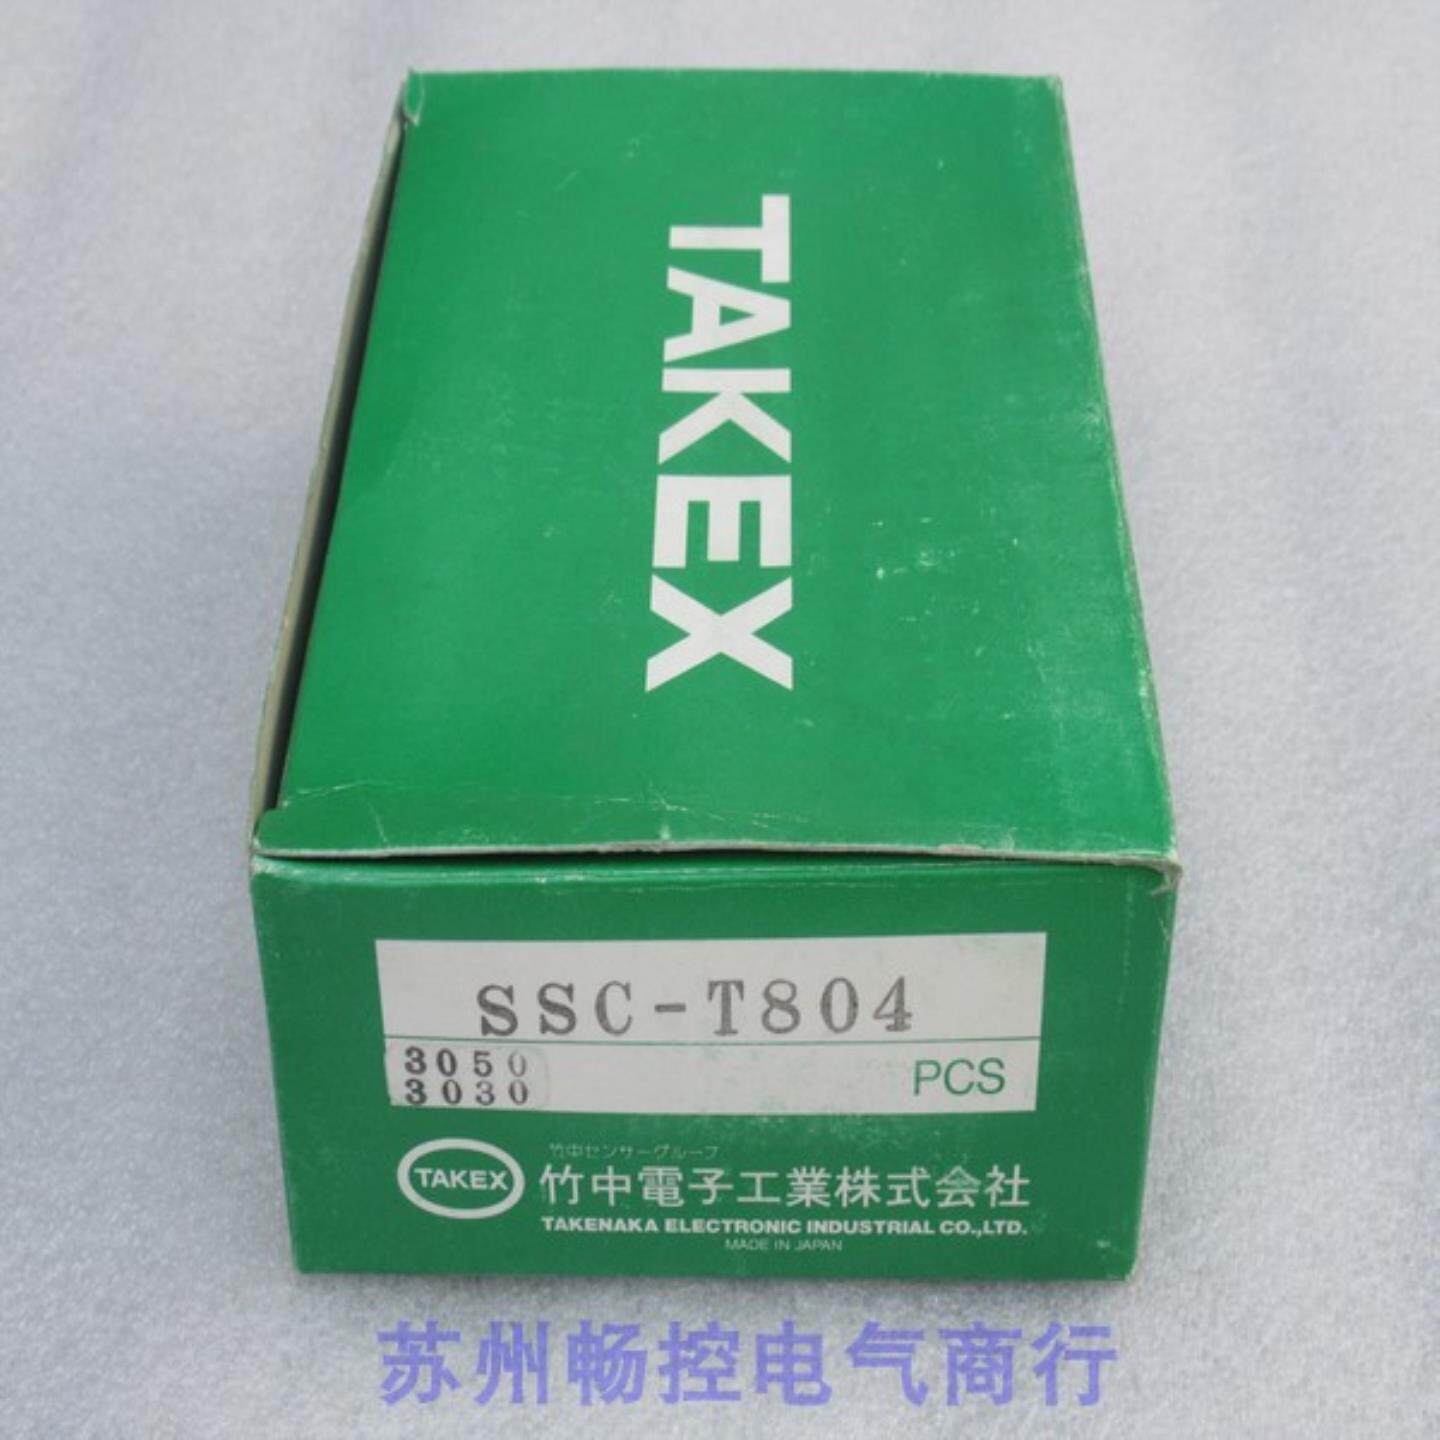 TAKEX
SSC-T804
3050
3030
PCS
TAKEX
竹中センサーグループ
竹中電子工業株式会社
TAKENAKA ELECTRONIC INDUSTRIAL CO.,LTD.
MADE IN JAPAN
苏州畅控电气商行